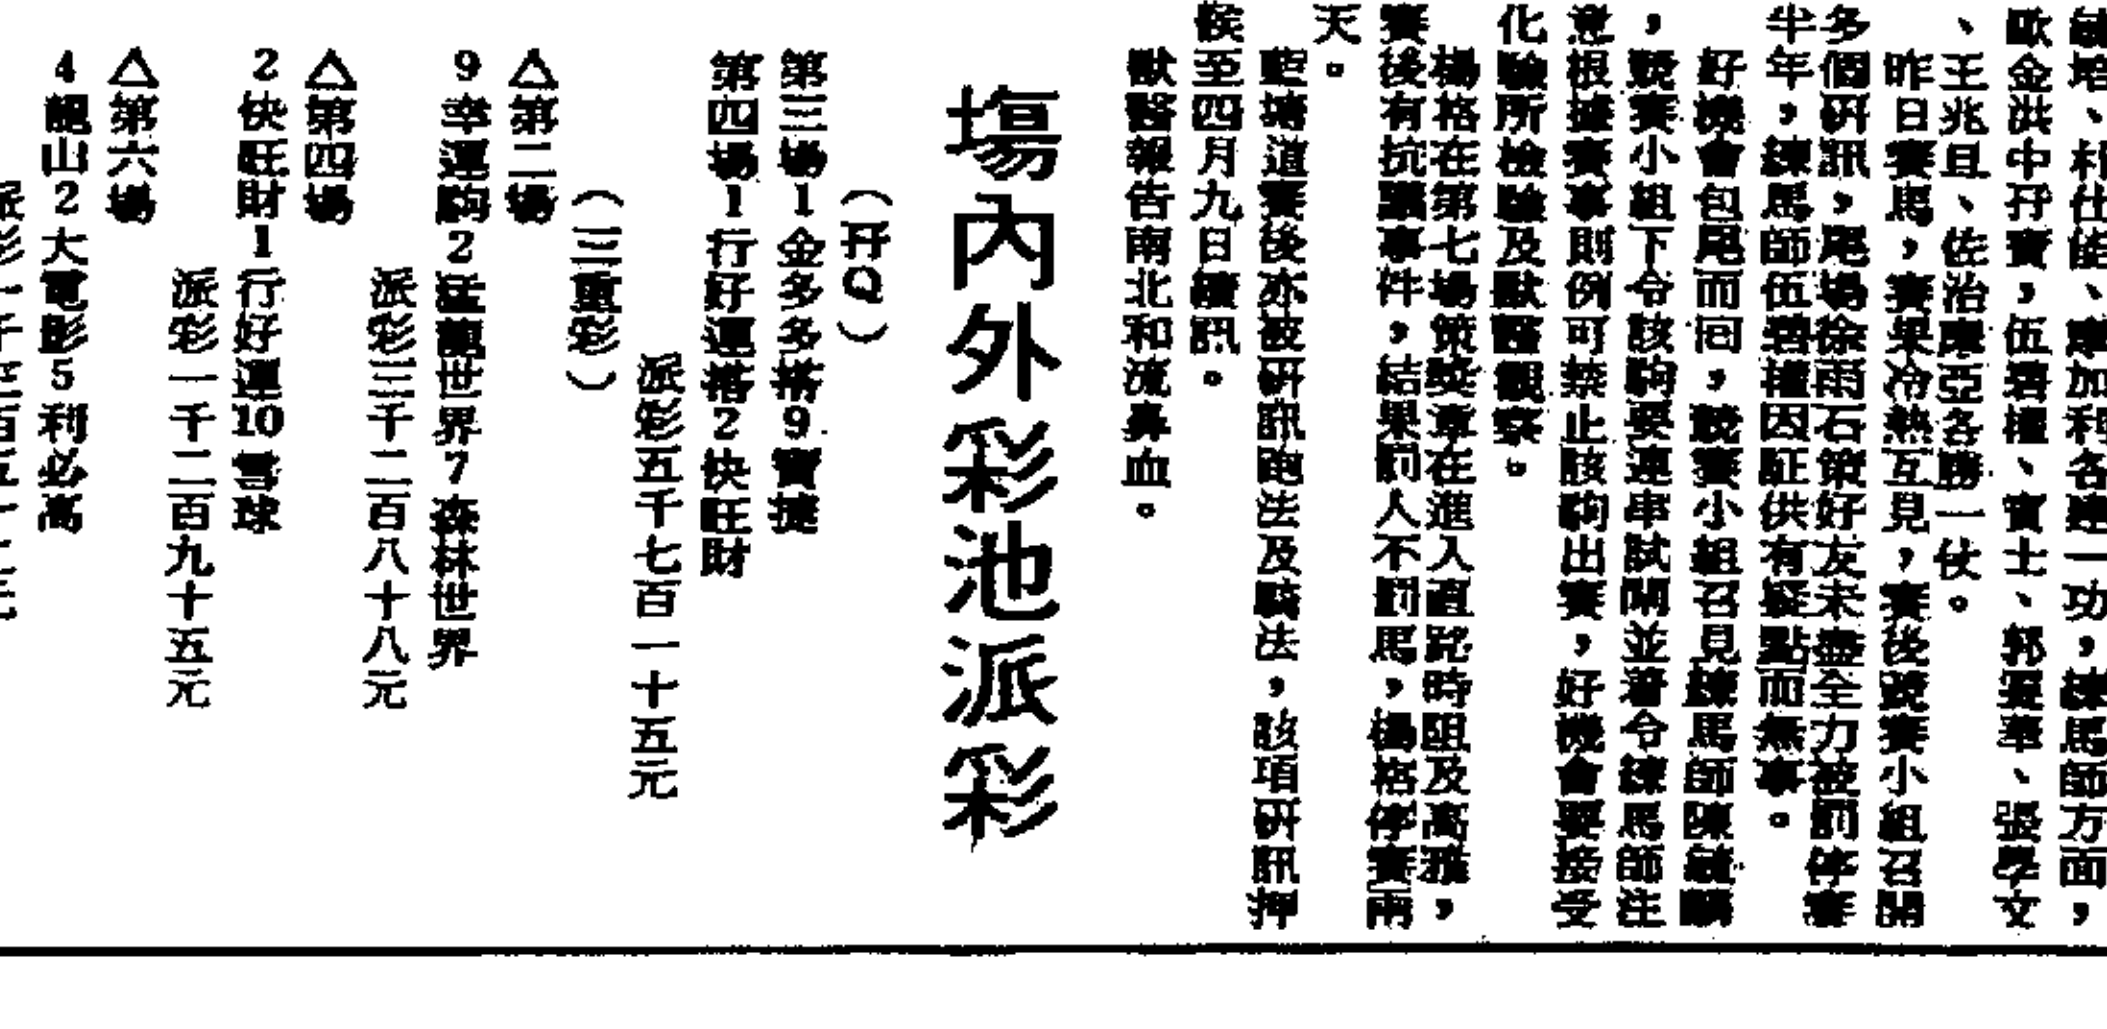 、柯仕能、摩加利各建一功，練馬師方面，
歐金洪中孖寶，伍碧權、賓士、郭耀華、張學文
、王兆旦、佐治摩亞各勝一仗。
昨日賽馬，賽果冷熱互見，賽後競賽小組召開
多個研訊，尾場徐雨石策好友未盡全力被罰停賽
半年，練馬師伍碧權因証供有疑點而無事。
好機會包尾而回，競賽小組召見練馬師陳毓麟
，競賽小組下令該駒要連串試閘並着令練馬師注
意根據賽事則例可禁止該駒出賽，好機會要接受
化驗所檢驗及獸醫觀察。
楊格在第七場策獎章在進入直路時阻及高雅，
賽後有抗議事件，結果罰人不罰馬，楊格停賽兩
天。
藍塘道賽後亦被研訊跑法及騎法，該項研訊押
候至四月九日續訊。
獸醫報告南北和流鼻血。
塲內外彩池派彩
（孖Q）
第三場1金多多搭9寶捷
第四場1行好運搭2快旺財
派彩五千七百一十五元
（三重彩）
△第二場
9幸運駒2猛龍世界7森林世界
派彩三千二百八十八元
△第四場
2快旺財1行好運10雪球
派彩一千二百九十五元
△第六場
4龍山2大電影5利必高